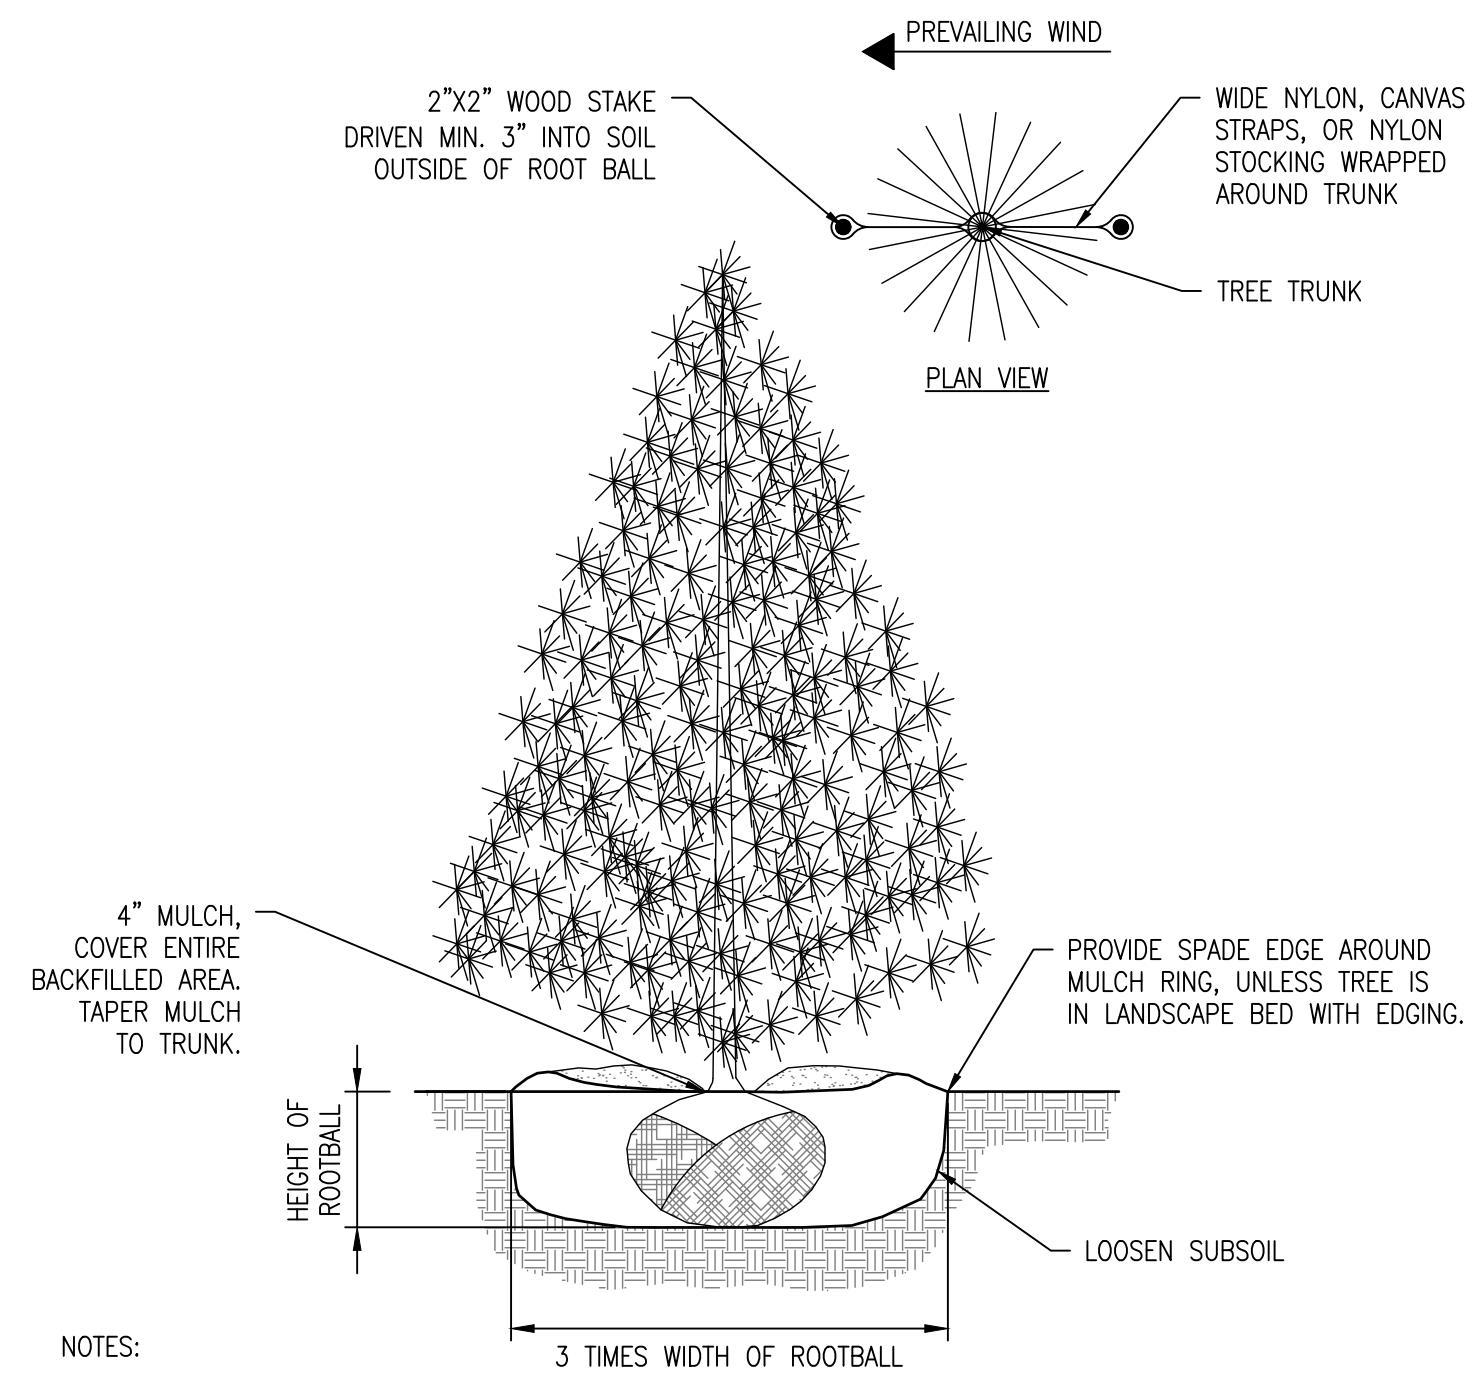 PREVAILING WIND
2"X2" WOOD STAKE
DRIVEN MIN. 3" INTO SOIL
OUTSIDE OF ROOT BALL
WIDE NYLON, CANVAS
STRAPS, OR NYLON
STOCKING WRAPPED
AROUND TRUNK
TREE TRUNK
PLAN VIEW
4" MULCH,
COVER ENTIRE
BACKFILLED AREA.
TAPER MULCH
TO TRUNK.
PROVIDE SPADE EDGE AROUND
MULCH RING, UNLESS TREE IS
IN LANDSCAPE BED WITH EDGING.
HEIGHT OF
ROOTBALL
LOOSEN SUBSOIL
3 TIMES WIDTH OF ROOTBALL
NOTES: